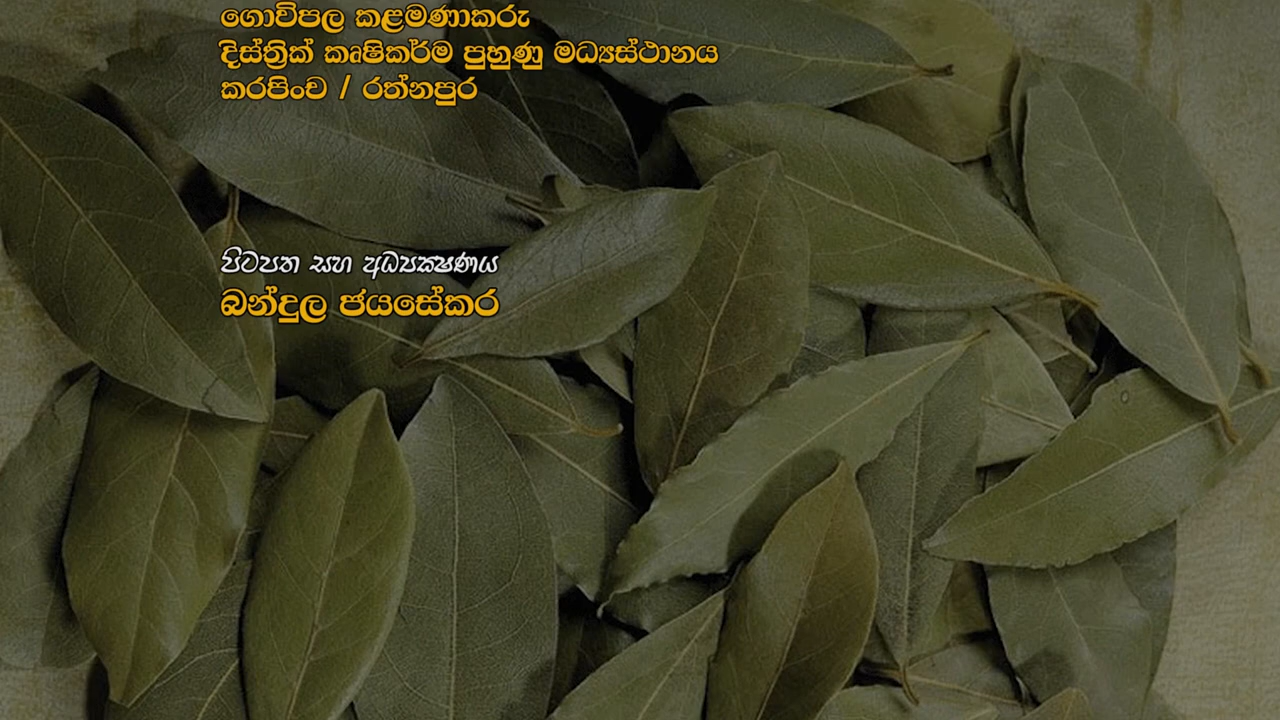 ගොවිපල කළමණාකරු
දිස්ත්‍රික් කෘෂිකර්ම පුහුණු මධ්‍යස්ථානය
කරපිංච / රත්නපුර
පිටපත සහ අධ්‍යක්ෂණය
බන්දුල ජයසේකර